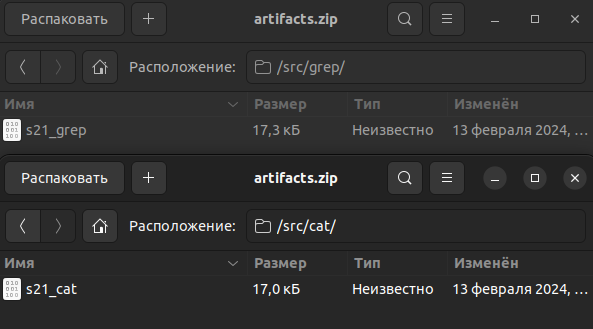 Распаковать artifacts.zip
Расположение: /src/grep/
Имя Размер Тип Изменён
s21_grep 17,3 кБ Неизвестно 13 февраля 2024, …
Распаковать artifacts.zip
Расположение: /src/cat/
Имя Размер Тип Изменён
s21_cat 17,0 кБ Неизвестно 13 февраля 2024, …